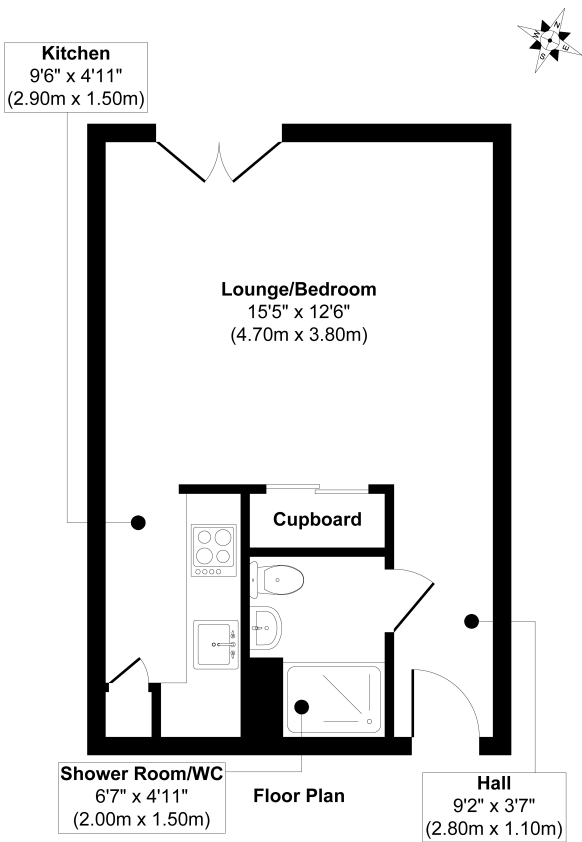 N
W
E
S
Kitchen
9'6" x 4'11"
(2.90m x 1.50m)
Lounge/Bedroom
15'5" x 12'6"
(4.70m x 3.80m)
Cupboard
Shower Room/WC
6'7" x 4'11"
(2.00m x 1.50m)
Floor Plan
Hall
9'2" x 3'7"
(2.80m x 1.10m)